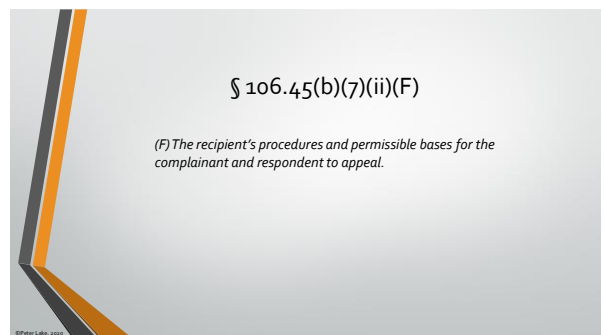 § 106.45(b)(7)(ii)(F)
(F) The recipient's procedures and permissible bases for the
complainant and respondent to appeal.
©Peter Lake, 2020